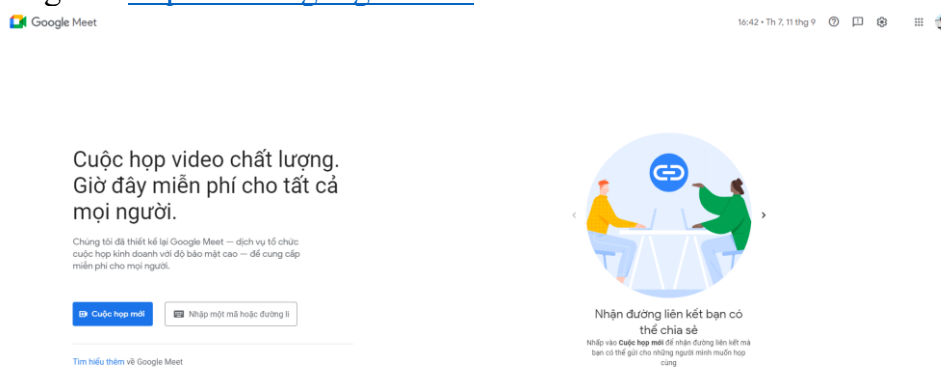 Google Meet
16:42 • Th 7, 11 thg 9
Cuộc họp video chất lượng.
Giờ đây miễn phí cho tất cả
mọi người.
Chúng tôi đã thiết kế lại Google Meet — dịch vụ tổ chức
cuộc họp kinh doanh với độ bảo mật cao — để cung cấp
miễn phí cho mọi người.
Cuộc họp mới
Nhập một mã hoặc đường li
Tìm hiểu thêm về Google Meet
Nhận đường liên kết bạn có
thể chia sẻ
Nhấp vào Cuộc họp mới để nhận đường liên kết mà
bạn có thể gửi cho những người mình muốn họp
cùng